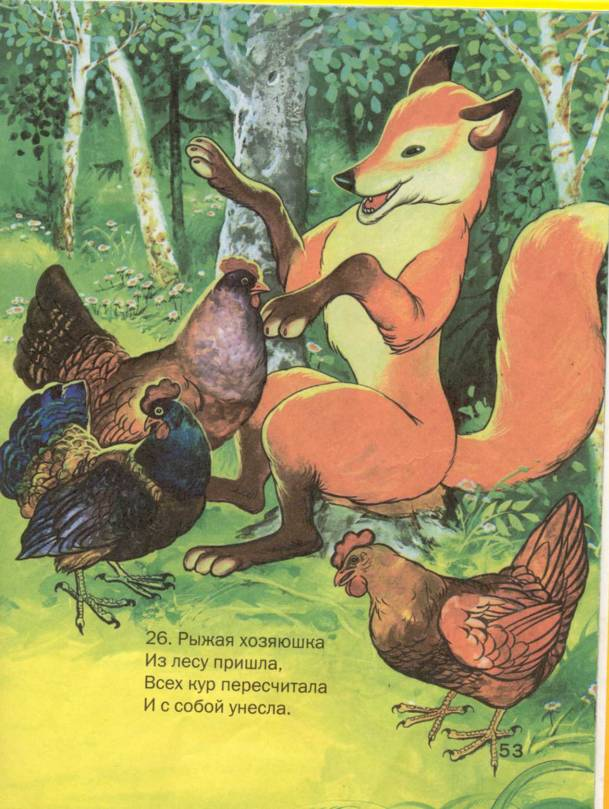 26. Рыжая хозяюшка
Из лесу пришла,
Всех кур пересчитала
И с собой унесла.
53